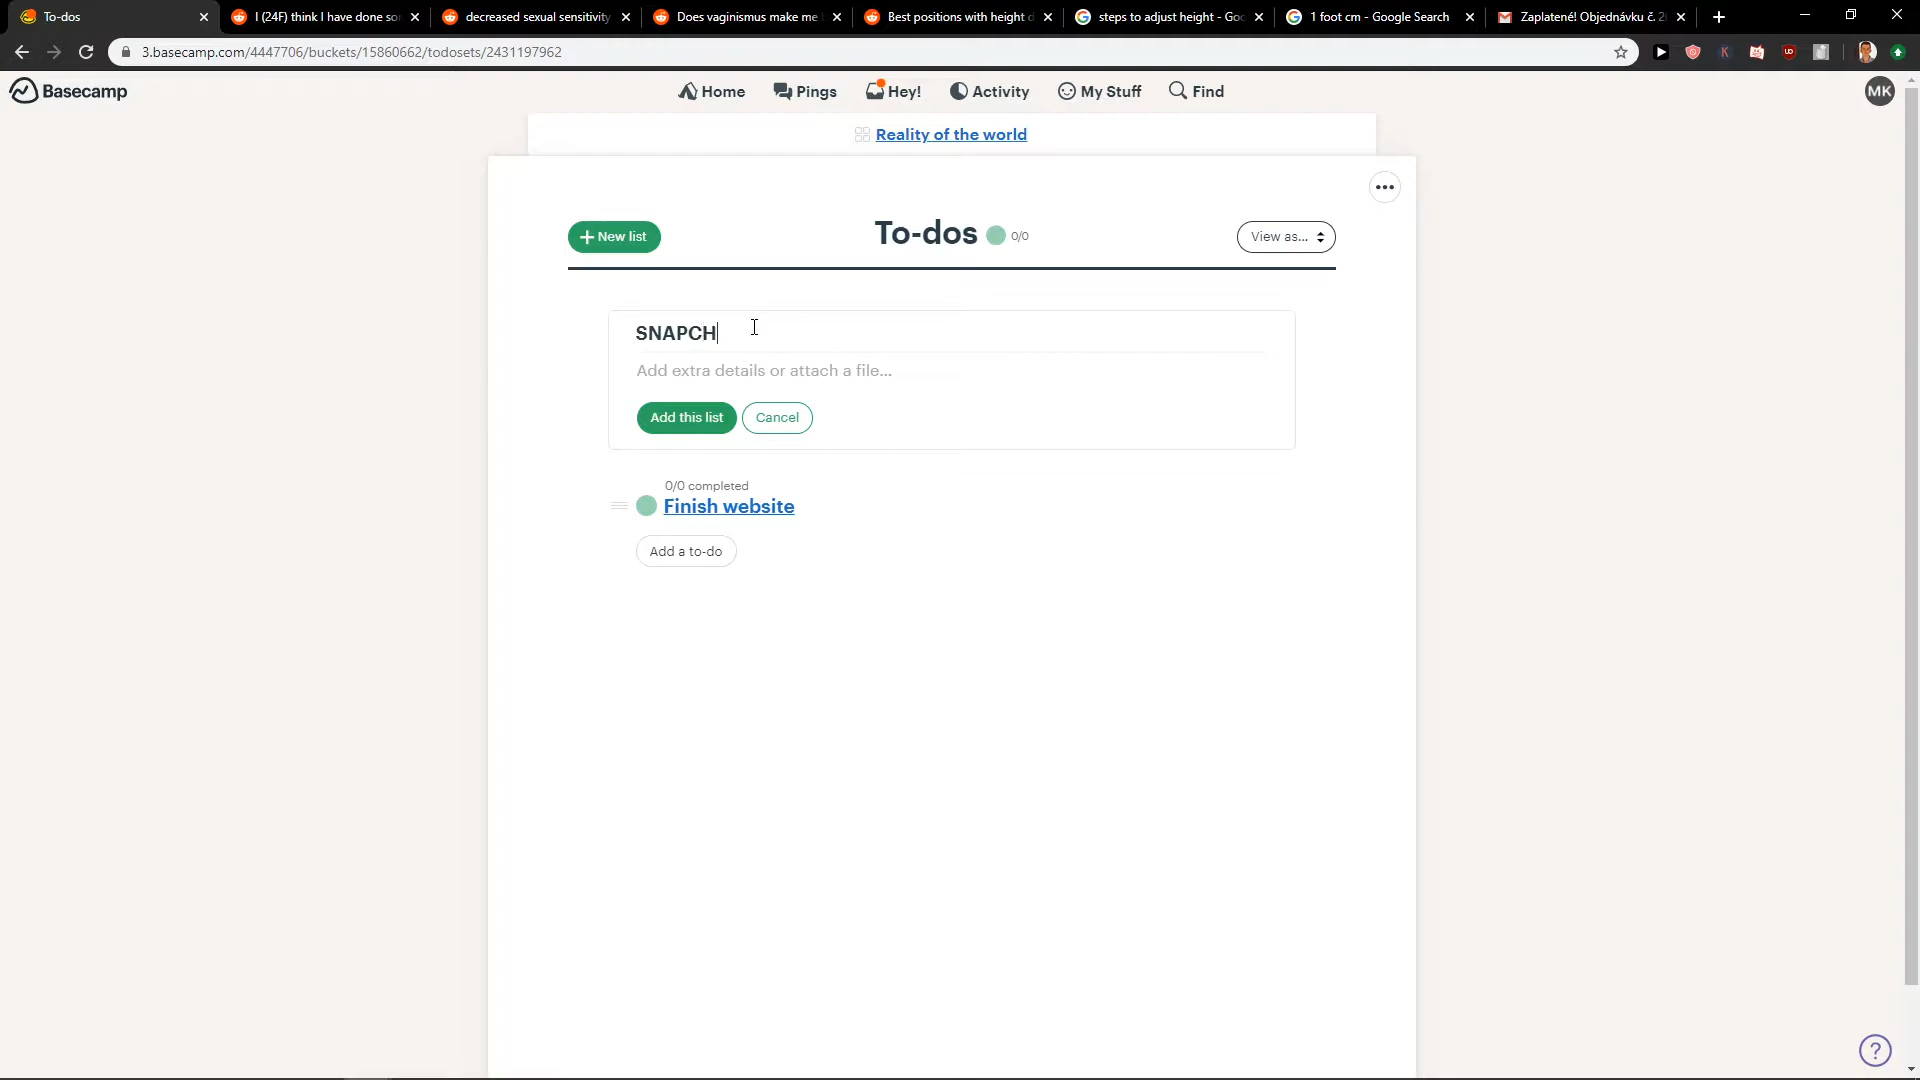 To-dos
I (24F) think I have done so
decreased sexual sensitivity
Does vaginismus make me
Best positions with height d
steps to adjust height - Goo
1 foot cm - Google Search
Zaplatené! Objednávku č. 2
3.basecamp.com/4447706/buckets/15860662/todosets/2431197962
Basecamp
Home
Pings
Hey!
Activity
My Stuff
Find
MK
Reality of the world
New list
To-dos
0/0
View as...
SNAPCH
Add extra details or attach a file...
Add this list
Cancel
0/0 completed
Finish website
Add a to-do
?